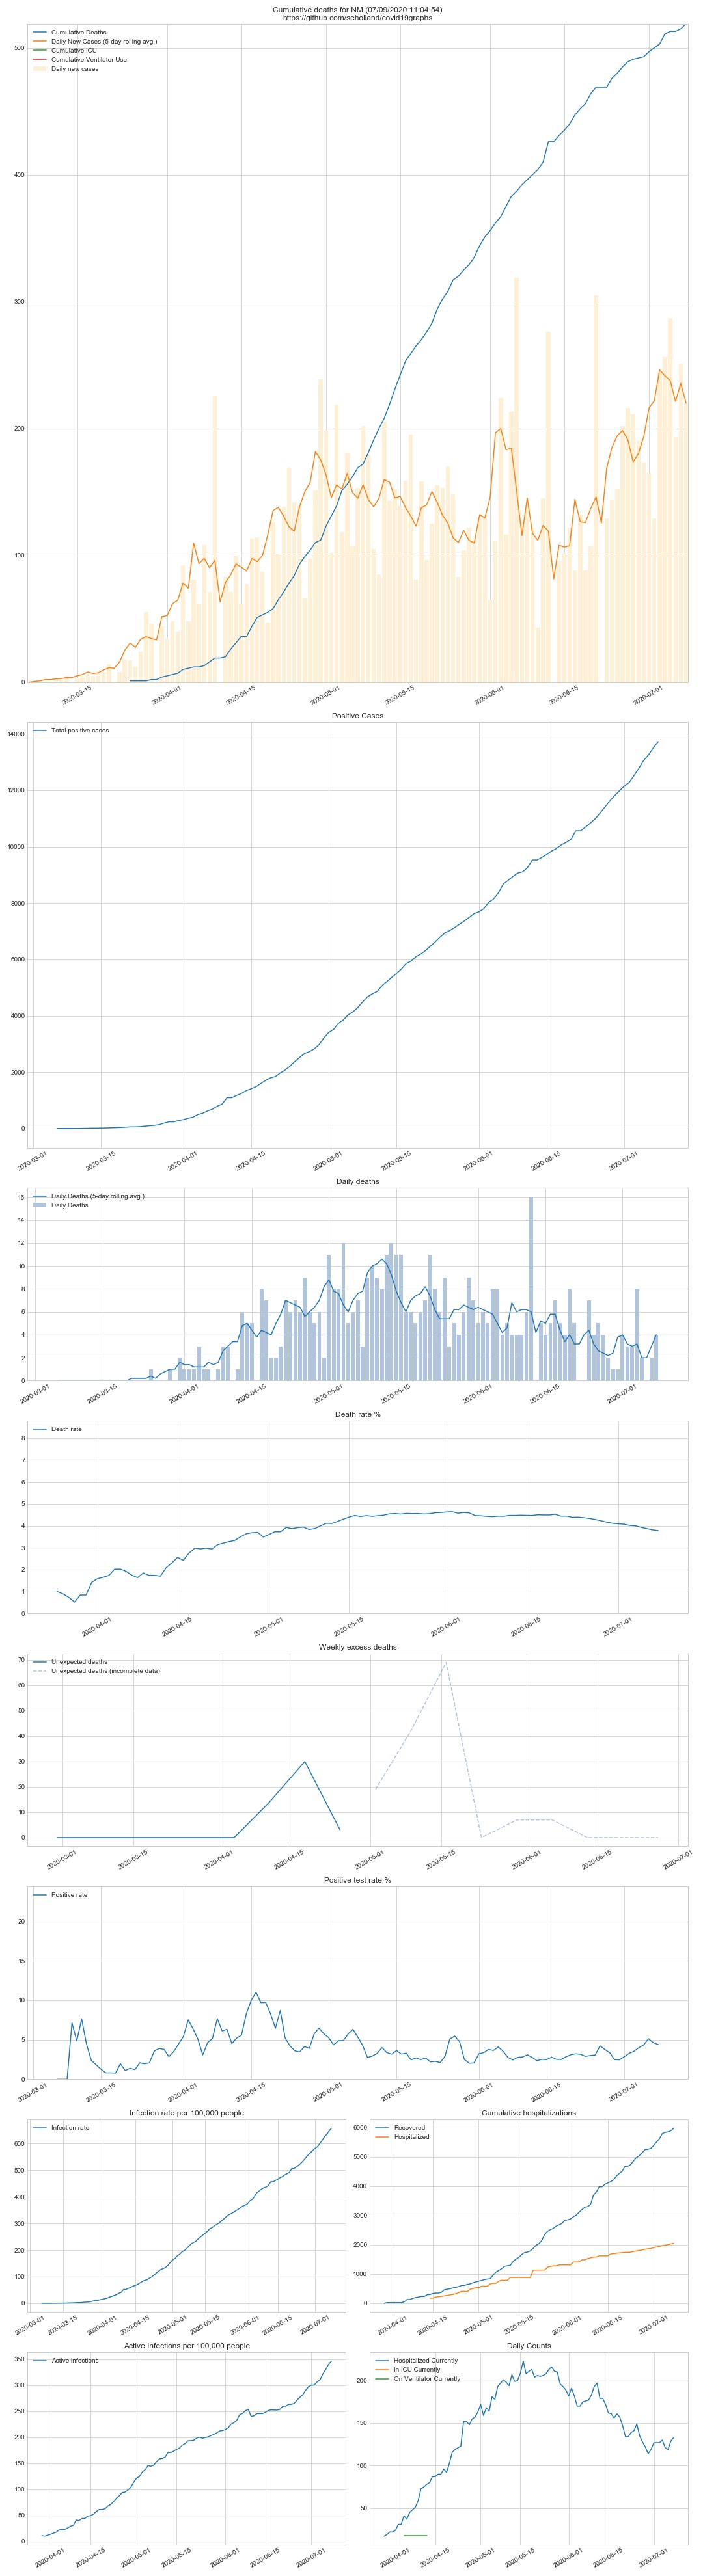 Cumulative deaths for NM (07/09/2020 11:04:54)
https://github.com/seholland/covid19graphs
Cumulative Deaths
Daily New Cases (5-day rolling avg.)
Cumulative ICU
Cumulative Ventilator Use
Daily new cases
500
400
300
200
100
0
2020-03-15 2020-04-01 2020-04-15 2020-05-01 2020-05-15 2020-06-01 2020-06-15 2020-07-01
Positive Cases
Total positive cases
14000
12000
10000
8000
6000
4000
2000
0
2020-03-01 2020-03-15 2020-04-01 2020-04-15 2020-05-01 2020-05-15 2020-06-01 2020-06-15 2020-07-01
Daily deaths
Daily Deaths (5-day rolling avg.)
Daily Deaths
16
14
12
10
8
6
4
2
0
2020-03-01 2020-03-15 2020-04-01 2020-04-15 2020-05-01 2020-05-15 2020-06-01 2020-06-15 2020-07-01
Death rate %
Death rate
8
7
6
5
4
3
2
1
0
2020-04-01 2020-04-15 2020-05-01 2020-05-15 2020-06-01 2020-06-15 2020-07-01
Weekly excess deaths
Unexpected deaths
Unexpected deaths (incomplete data)
70
60
50
40
30
20
10
0
2020-03-01 2020-03-15 2020-04-01 2020-04-15 2020-05-01 2020-05-15 2020-06-01 2020-06-15 2020-07-01
Positive test rate %
Positive rate
20
15
10
5
0
2020-03-01 2020-03-15 2020-04-01 2020-04-15 2020-05-01 2020-05-15 2020-06-01 2020-06-15 2020-07-01
Infection rate per 100,000 people
Infection rate
600
500
400
300
200
100
0
2020-03-01 2020-03-15 2020-04-01 2020-04-15 2020-05-01 2020-05-15 2020-06-01 2020-06-15 2020-07-01
Cumulative hospitalizations
Recovered
Hospitalized
6000
5000
4000
3000
2000
1000
0
2020-04-01 2020-04-15 2020-05-01 2020-05-15 2020-06-01 2020-06-15 2020-07-01
Active Infections per 100,000 people
Active infections
350
300
250
200
150
100
50
0
2020-04-01 2020-04-15 2020-05-01 2020-05-15 2020-06-01 2020-06-15 2020-07-01
Daily Counts
Hospitalized Currently
In ICU Currently
On Ventilator Currently
200
150
100
50
2020-04-01 2020-04-15 2020-05-01 2020-05-15 2020-06-01 2020-06-15 2020-07-01